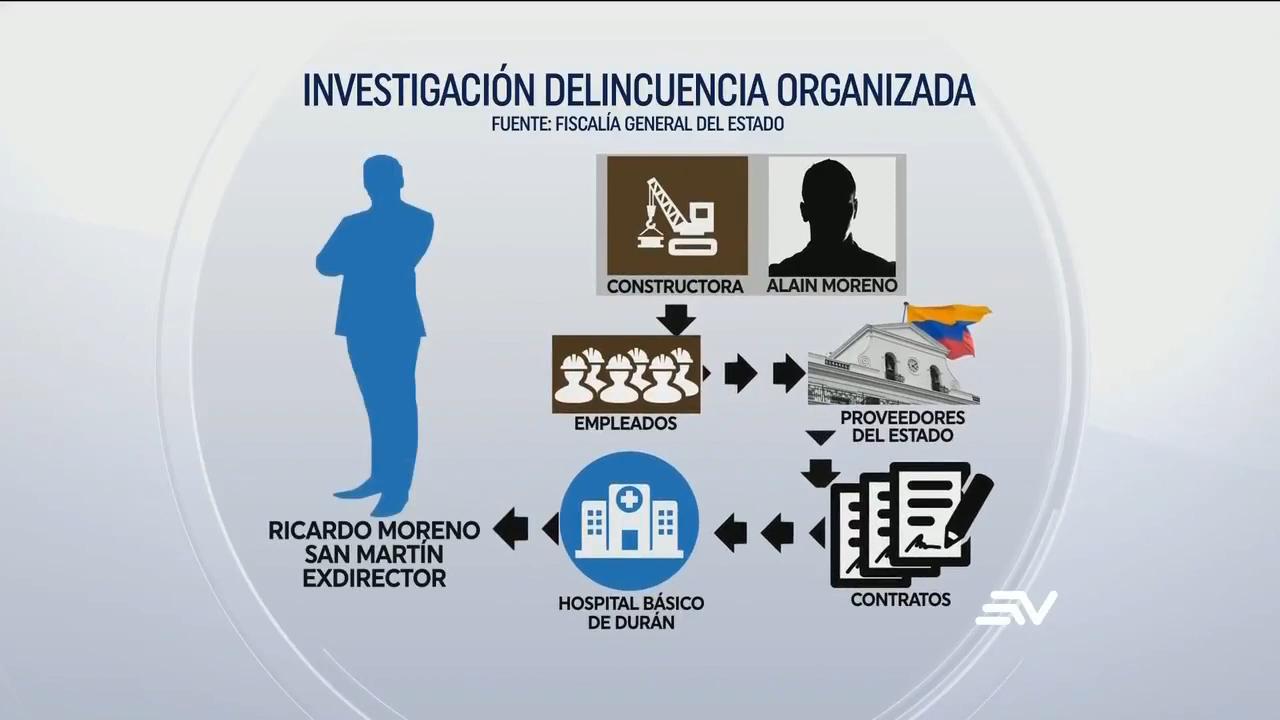 INVESTIGACIÓN DELINCUENCIA ORGANIZADA
FUENTE: FISCALÍA GENERAL DEL ESTADO
CONSTRUCTORA
ALAIN MORENO
EMPLEADOS
PROVEEDORES
DEL ESTADO
RICARDO MORENO
SAN MARTÍN
EXDIRECTOR
HOSPITAL BÁSICO
DE DURÁN
CONTRATOS